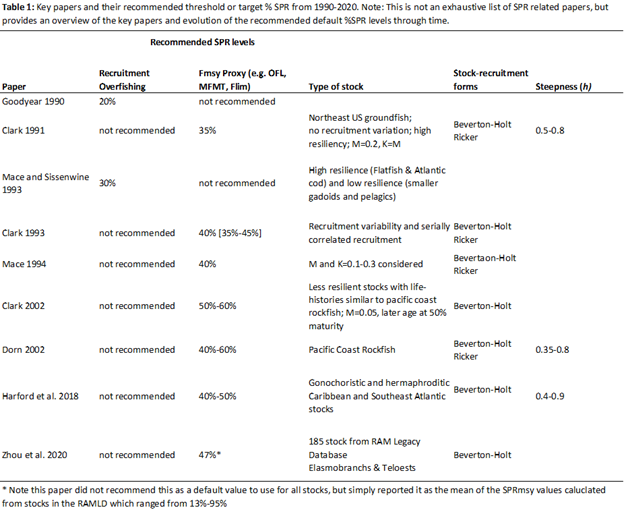 Table 1: Key papers and their recommended threshold or target % SPR from 1990-2020. Note: This is not an exhaustive list of SPR related papers, but
provides an overview of the key papers and evolution of the recommended default %SPR levels through time.
Recommended SPR levels
Paper Recruitment Overfishing Fmsy Proxy (e.g. OFL, MFMT, Flim) Type of stock Stock-recruitment forms Steepness (h)
Goodyear 1990 20% not recommended
Clark 1991 not recommended 35% Northeast US groundfish; no recruitment variation; high resiliency; M=0.2, K=M Beverton-Holt Ricker 0.5-0.8
Mace and Sissenwine 1993 30% not recommended High resilience (Flatfish & Atlantic cod) and low resilience (smaller gadoids and pelagics)
Clark 1993 not recommended 40% [35%-45%] Recruitment variability and serially correlated recruitment Beverton-Holt Ricker
Mace 1994 not recommended 40% M and K=0.1-0.3 considered Bevertaon-Holt Ricker
Clark 2002 not recommended 50%-60% Less resilient stocks with life-histories similar to pacific coast rockfish; M=0.05, later age at 50% maturity Beverton-Holt
Dorn 2002 not recommended 40%-60% Pacific Coast Rockfish Beverton-Holt Ricker 0.35-0.8
Harford et al. 2018 not recommended 40%-50% Gonochoristic and hermaphroditic Caribbean and Southeast Atlantic stocks Beverton-Holt 0.4-0.9
Zhou et al. 2020 not recommended 47%* 185 stock from RAM Legacy Database Elasmobranchs & Teloests Beverton-Holt
* Note this paper did not recommend this as a default value to use for all stocks, but simply reported it as the mean of the SPRmsy values caluclated
from stocks in the RAMLD which ranged from 13%-95%